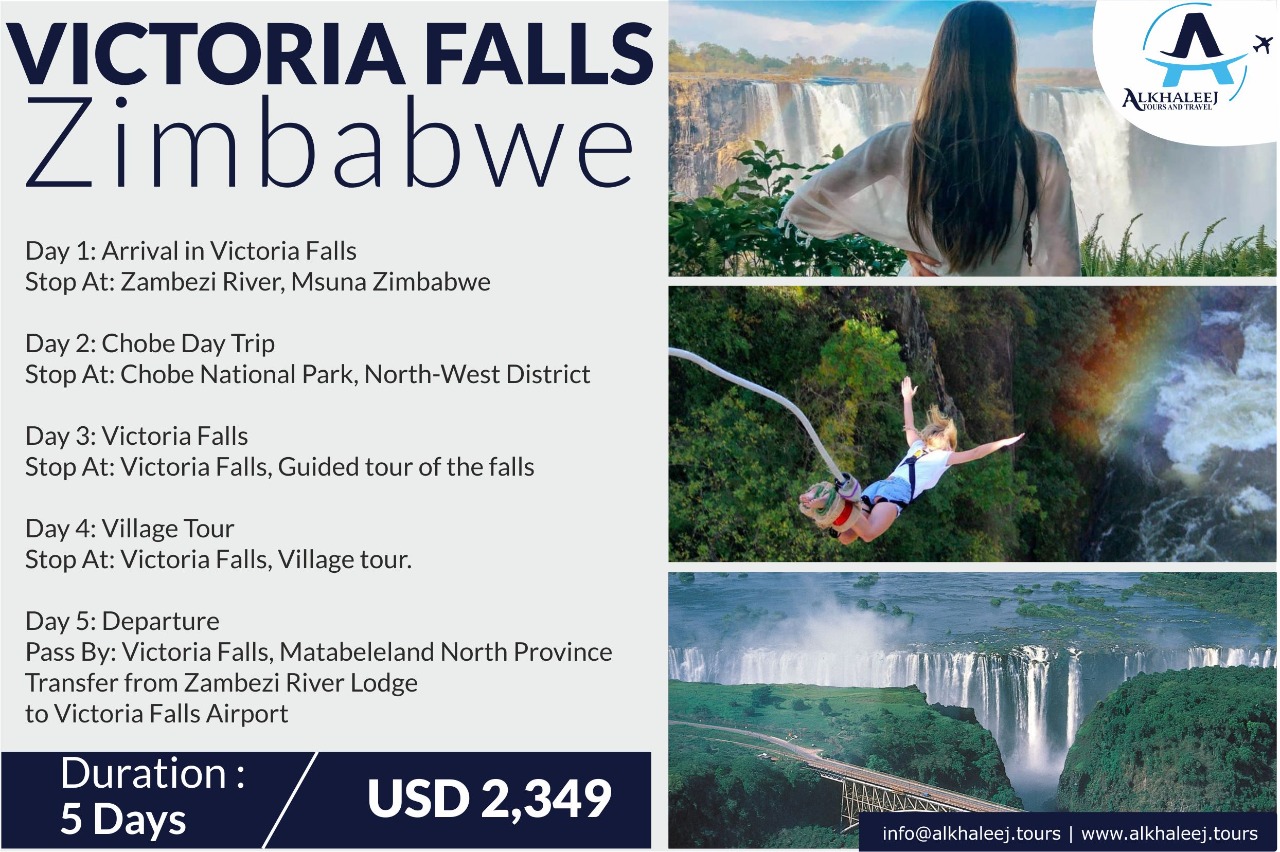 VICTORIA FALLS
Zimbabwe
Day 1: Arrival in Victoria Falls
Stop At: Zambezi River, Msuna Zimbabwe
Day 2: Chobe Day Trip
Stop At: Chobe National Park, North-West District
Day 3: Victoria Falls
Stop At: Victoria Falls, Guided tour of the falls
Day 4: Village Tour
Stop At: Victoria Falls, Village tour.
Day 5: Departure
Pass By: Victoria Falls, Matabeleland North Province
Transfer from Zambezi River Lodge
to Victoria Falls Airport
Duration :
5 Days
USD 2,349
ALKHALEEJ
TOURS AND TRAVEL
info@alkhaleej.tours | www.alkhaleej.tours